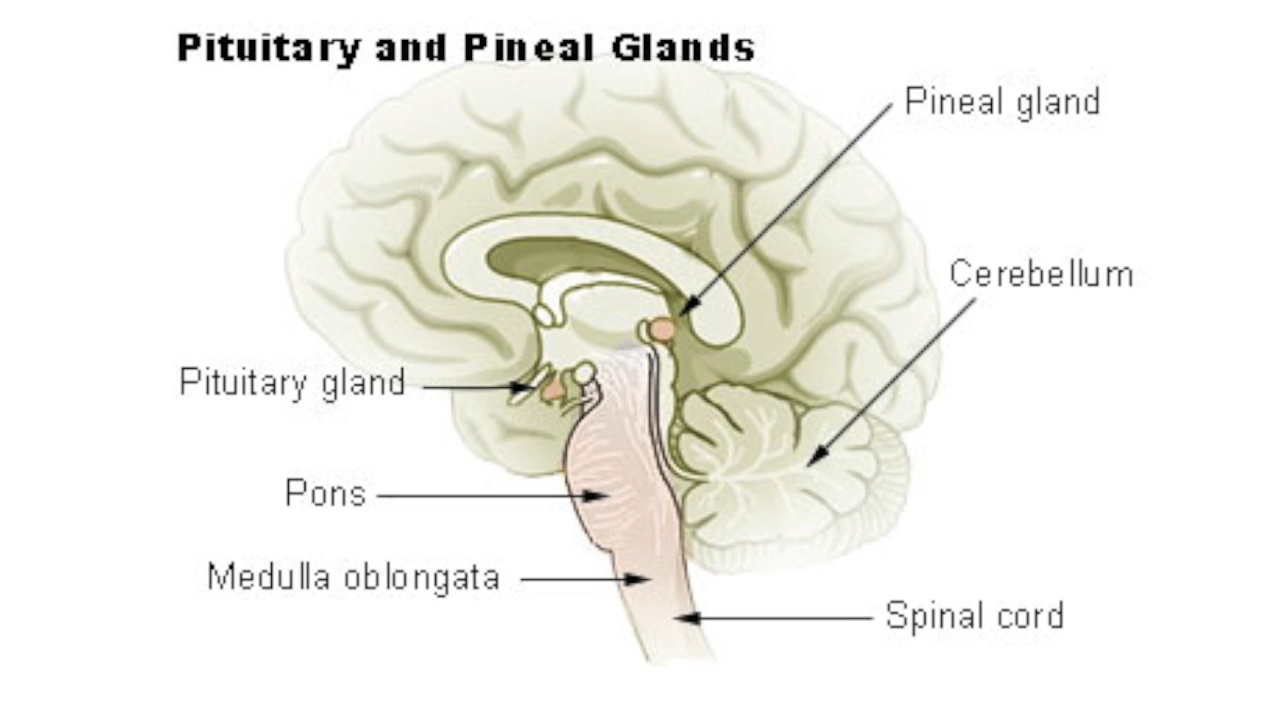 Pituitary and Pineal Glands
Pineal gland
Cerebellum
Pituitary gland
Pons
Medulla oblongata
Spinal cord